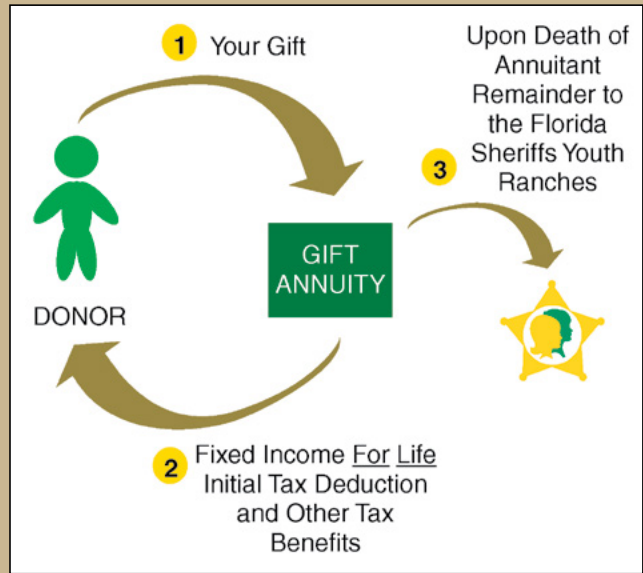 1 Your Gift
DONOR
GIFT
ANNUITY
2 Fixed Income For Life
Initial Tax Deduction
and Other Tax
Benefits
3
Upon Death of
Annuitant
Remainder to
the Florida
Sheriffs Youth
Ranches